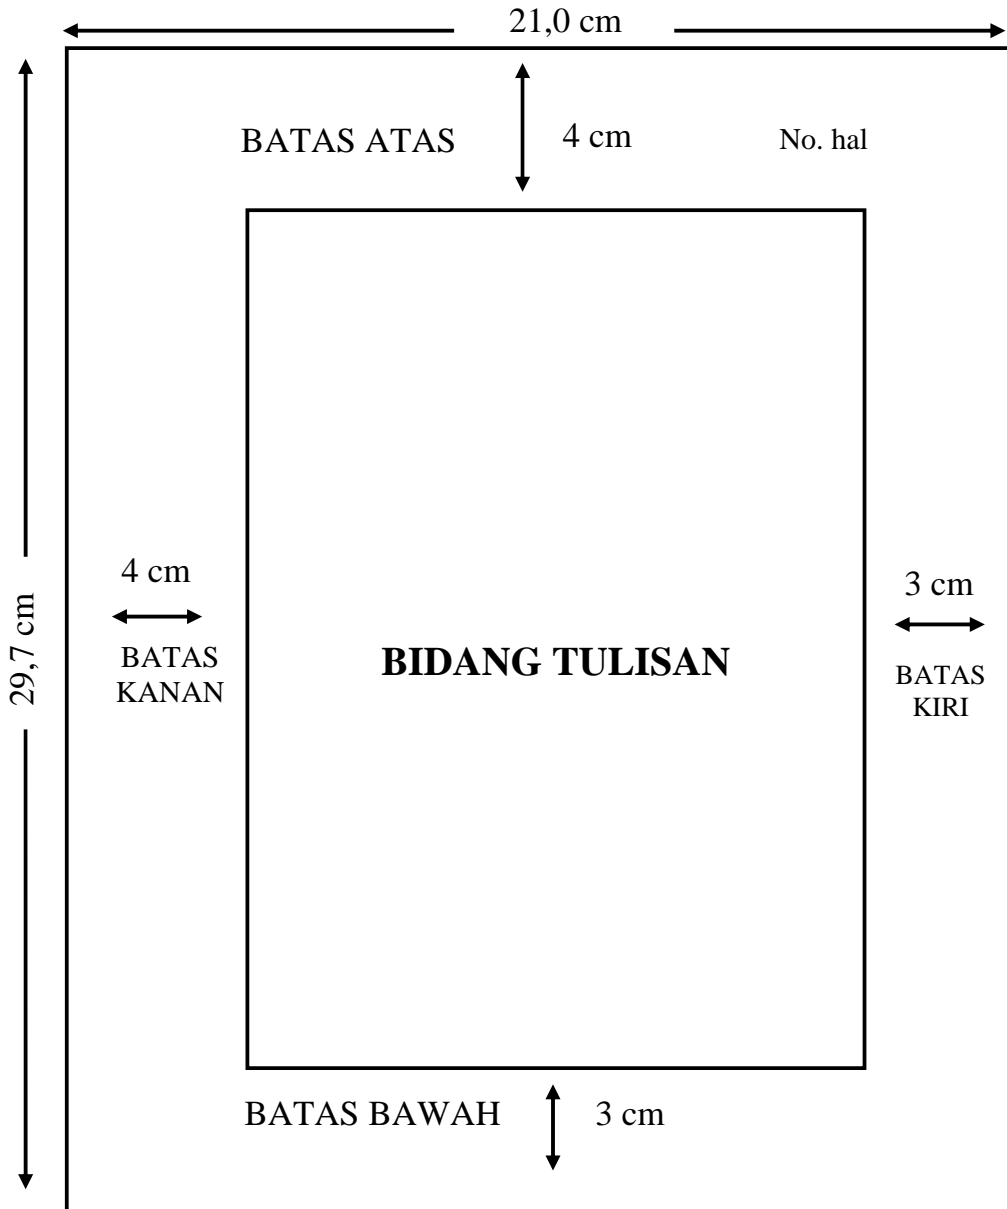 21,0 cm
BATAS ATAS
4 cm
No. hal
29,7 cm
4 cm
BATAS
KANAN
BIDANG TULISAN
3 cm
BATAS
KIRI
BATAS BAWAH
3 cm